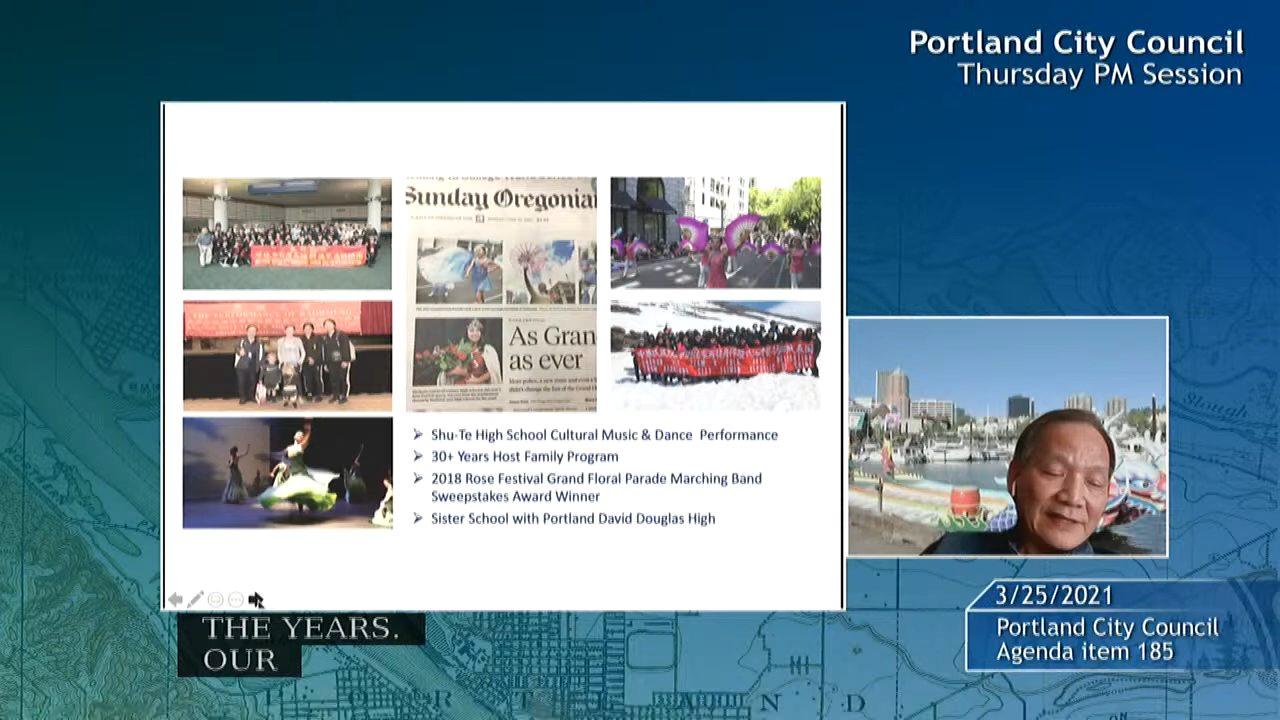 Portland City Council
Thursday PM Session
Sunday Oregonia
As Gran
as ever
➢ Shu-Te High School Cultural Music & Dance Performance
➢ 30+ Years Host Family Program
➢ 2018 Rose Festival Grand Floral Parade Marching Band
Sweepstakes Award Winner
➢ Sister School with Portland David Douglas High
THE YEARS.
OUR
3/25/2021
Portland City Council
Agenda item 185
Slough